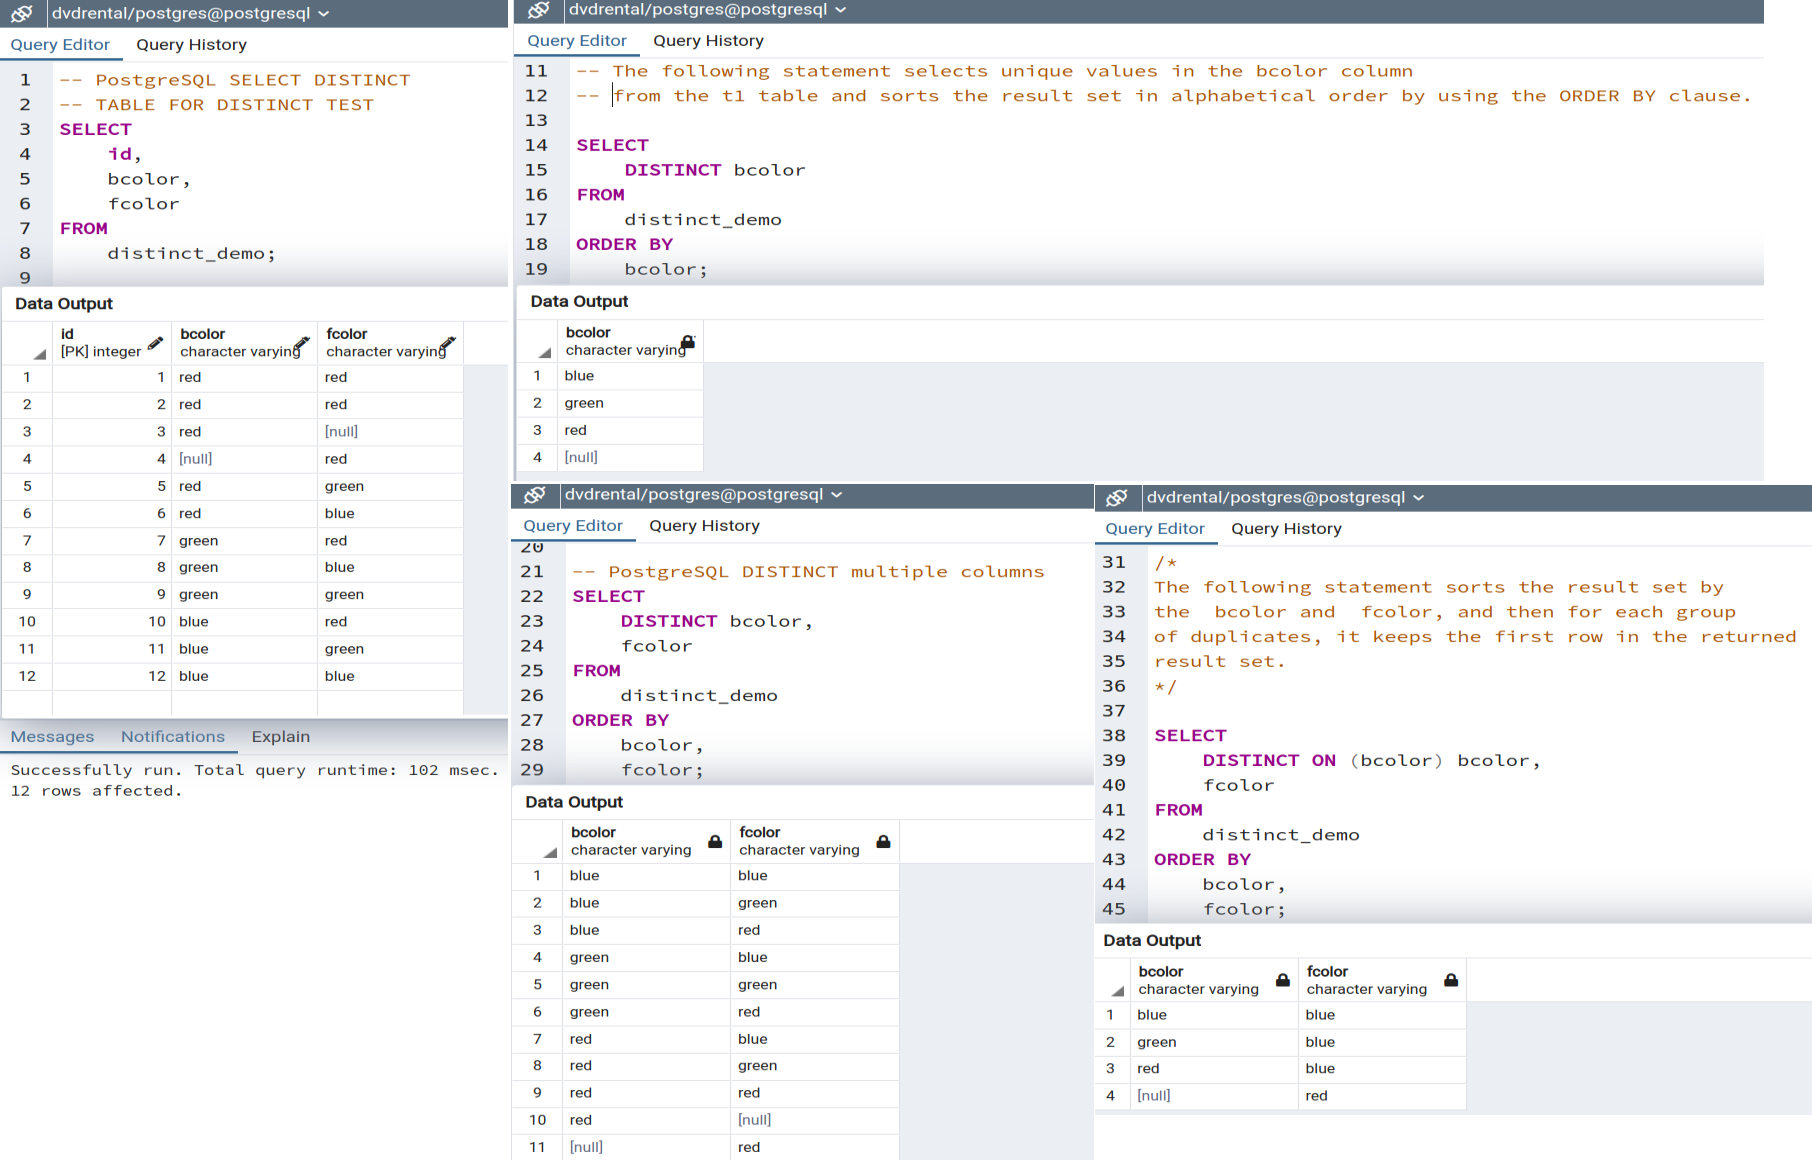 dvdrental/postgres@postgresql
Query Editor Query History
1 -- PostgreSQL SELECT DISTINCT
2 -- TABLE FOR DISTINCT TEST
3 SELECT
4 id,
5 bcolor,
6 fcolor
7 FROM
8 distinct_demo;
9
Data Output
id bcolor fcolor
[PK] integer character varying character varying
1 1 red red
2 2 red red
3 3 red [null]
4 4 [null] red
5 5 red green
6 6 red blue
7 7 green red
8 8 green blue
9 9 green green
10 10 blue red
11 11 blue green
12 12 blue blue
Messages Notifications Explain
Successfully run. Total query runtime: 102 msec.
12 rows affected.
dvdrental/postgres@postgresql
Query Editor Query History
11 -- The following statement selects unique values in the bcolor column
12 -- from the t1 table and sorts the result set in alphabetical order by using the ORDER BY clause.
13
14 SELECT
15 DISTINCT bcolor
16 FROM
17 distinct_demo
18 ORDER BY
19 bcolor;
Data Output
bcolor
character varying
1 blue
2 green
3 red
4 [null]
dvdrental/postgres@postgresql
Query Editor Query History
20
21 -- PostgreSQL DISTINCT multiple columns
22 SELECT
23 DISTINCT bcolor,
24 fcolor
25 FROM
26 distinct_demo
27 ORDER BY
28 bcolor,
29 fcolor;
Data Output
bcolor fcolor
character varying character varying
1 blue blue
2 blue green
3 blue red
4 green blue
5 green green
6 green red
7 red blue
8 red green
9 red red
10 red [null]
11 [null] red
dvdrental/postgres@postgresql
Query Editor Query History
31 /*
32 The following statement sorts the result set by
33 the bcolor and fcolor, and then for each group
34 of duplicates, it keeps the first row in the returned
35 result set.
36 */
37
38 SELECT
39 DISTINCT ON (bcolor) bcolor,
40 fcolor
41 FROM
42 distinct_demo
43 ORDER BY
44 bcolor,
45 fcolor;
Data Output
bcolor fcolor
character varying character varying
1 blue blue
2 green blue
3 red blue
4 [null] red